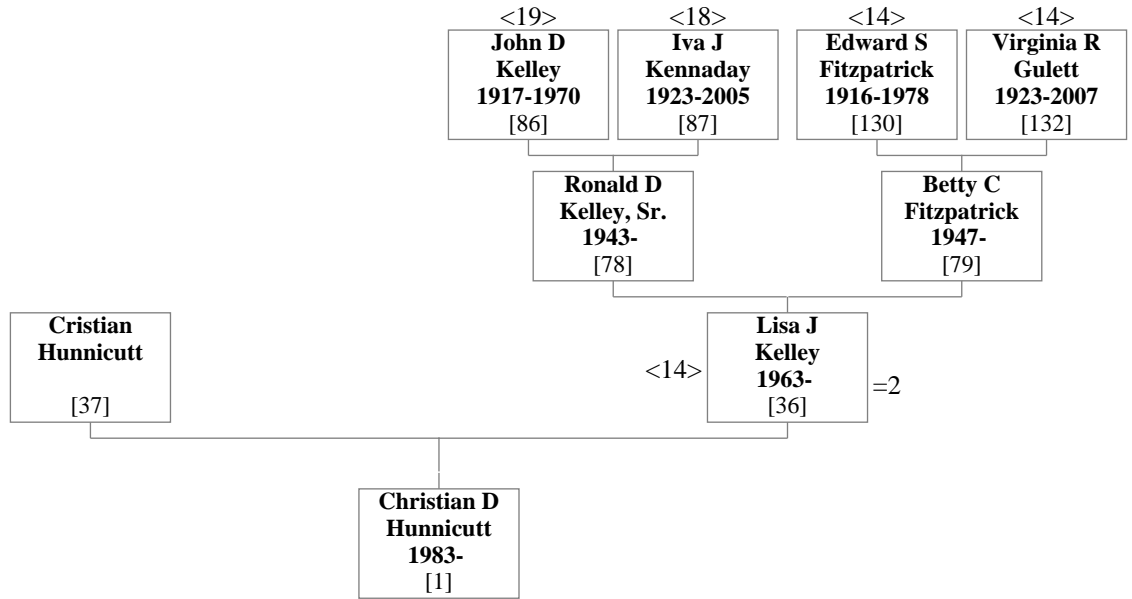 <19>
John D
Kelley
1917-1970
[86]
<18>
Iva J
Kennaday
1923-2005
[87]
<14>
Edward S
Fitzpatrick
1916-1978
[130]
<14>
Virginia R
Gulett
1923-2007
[132]
Ronald D
Kelley, Sr.
1943-
[78]
Betty C
Fitzpatrick
1947-
[79]
Cristian
Hunnicutt
[37]
<14>
Lisa J
Kelley
1963-
[36]
=2
Christian D
Hunnicutt
1983-
[1]